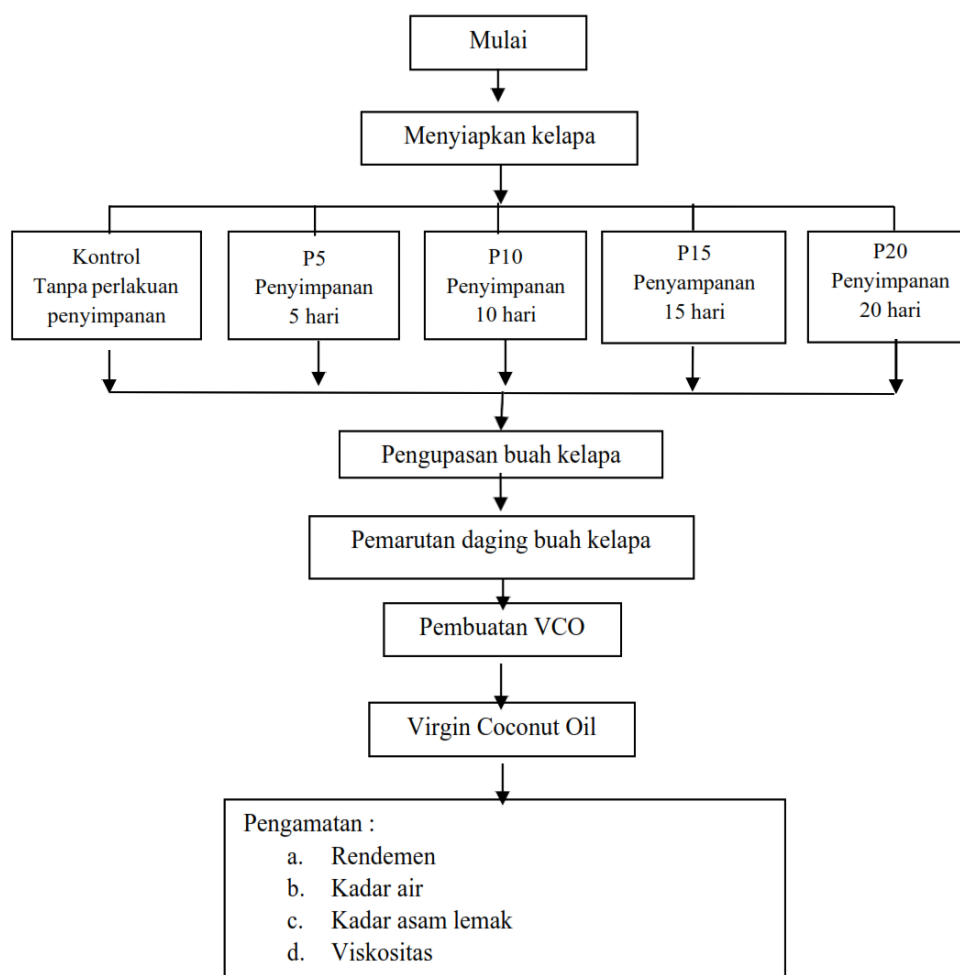 Mulai
Menyiapkan kelapa
Kontrol
Tanpa perlakuan
penyimpanan
P5
Penyimpanan
5 hari
P10
Penyimpanan
10 hari
P15
Penyampanan
15 hari
P20
Penyimpanan
20 hari
Pengupasan buah kelapa
Pemarutan daging buah kelapa
Pembuatan VCO
Virgin Coconut Oil
Pengamatan :
a. Rendemen
b. Kadar air
c. Kadar asam lemak
d. Viskositas